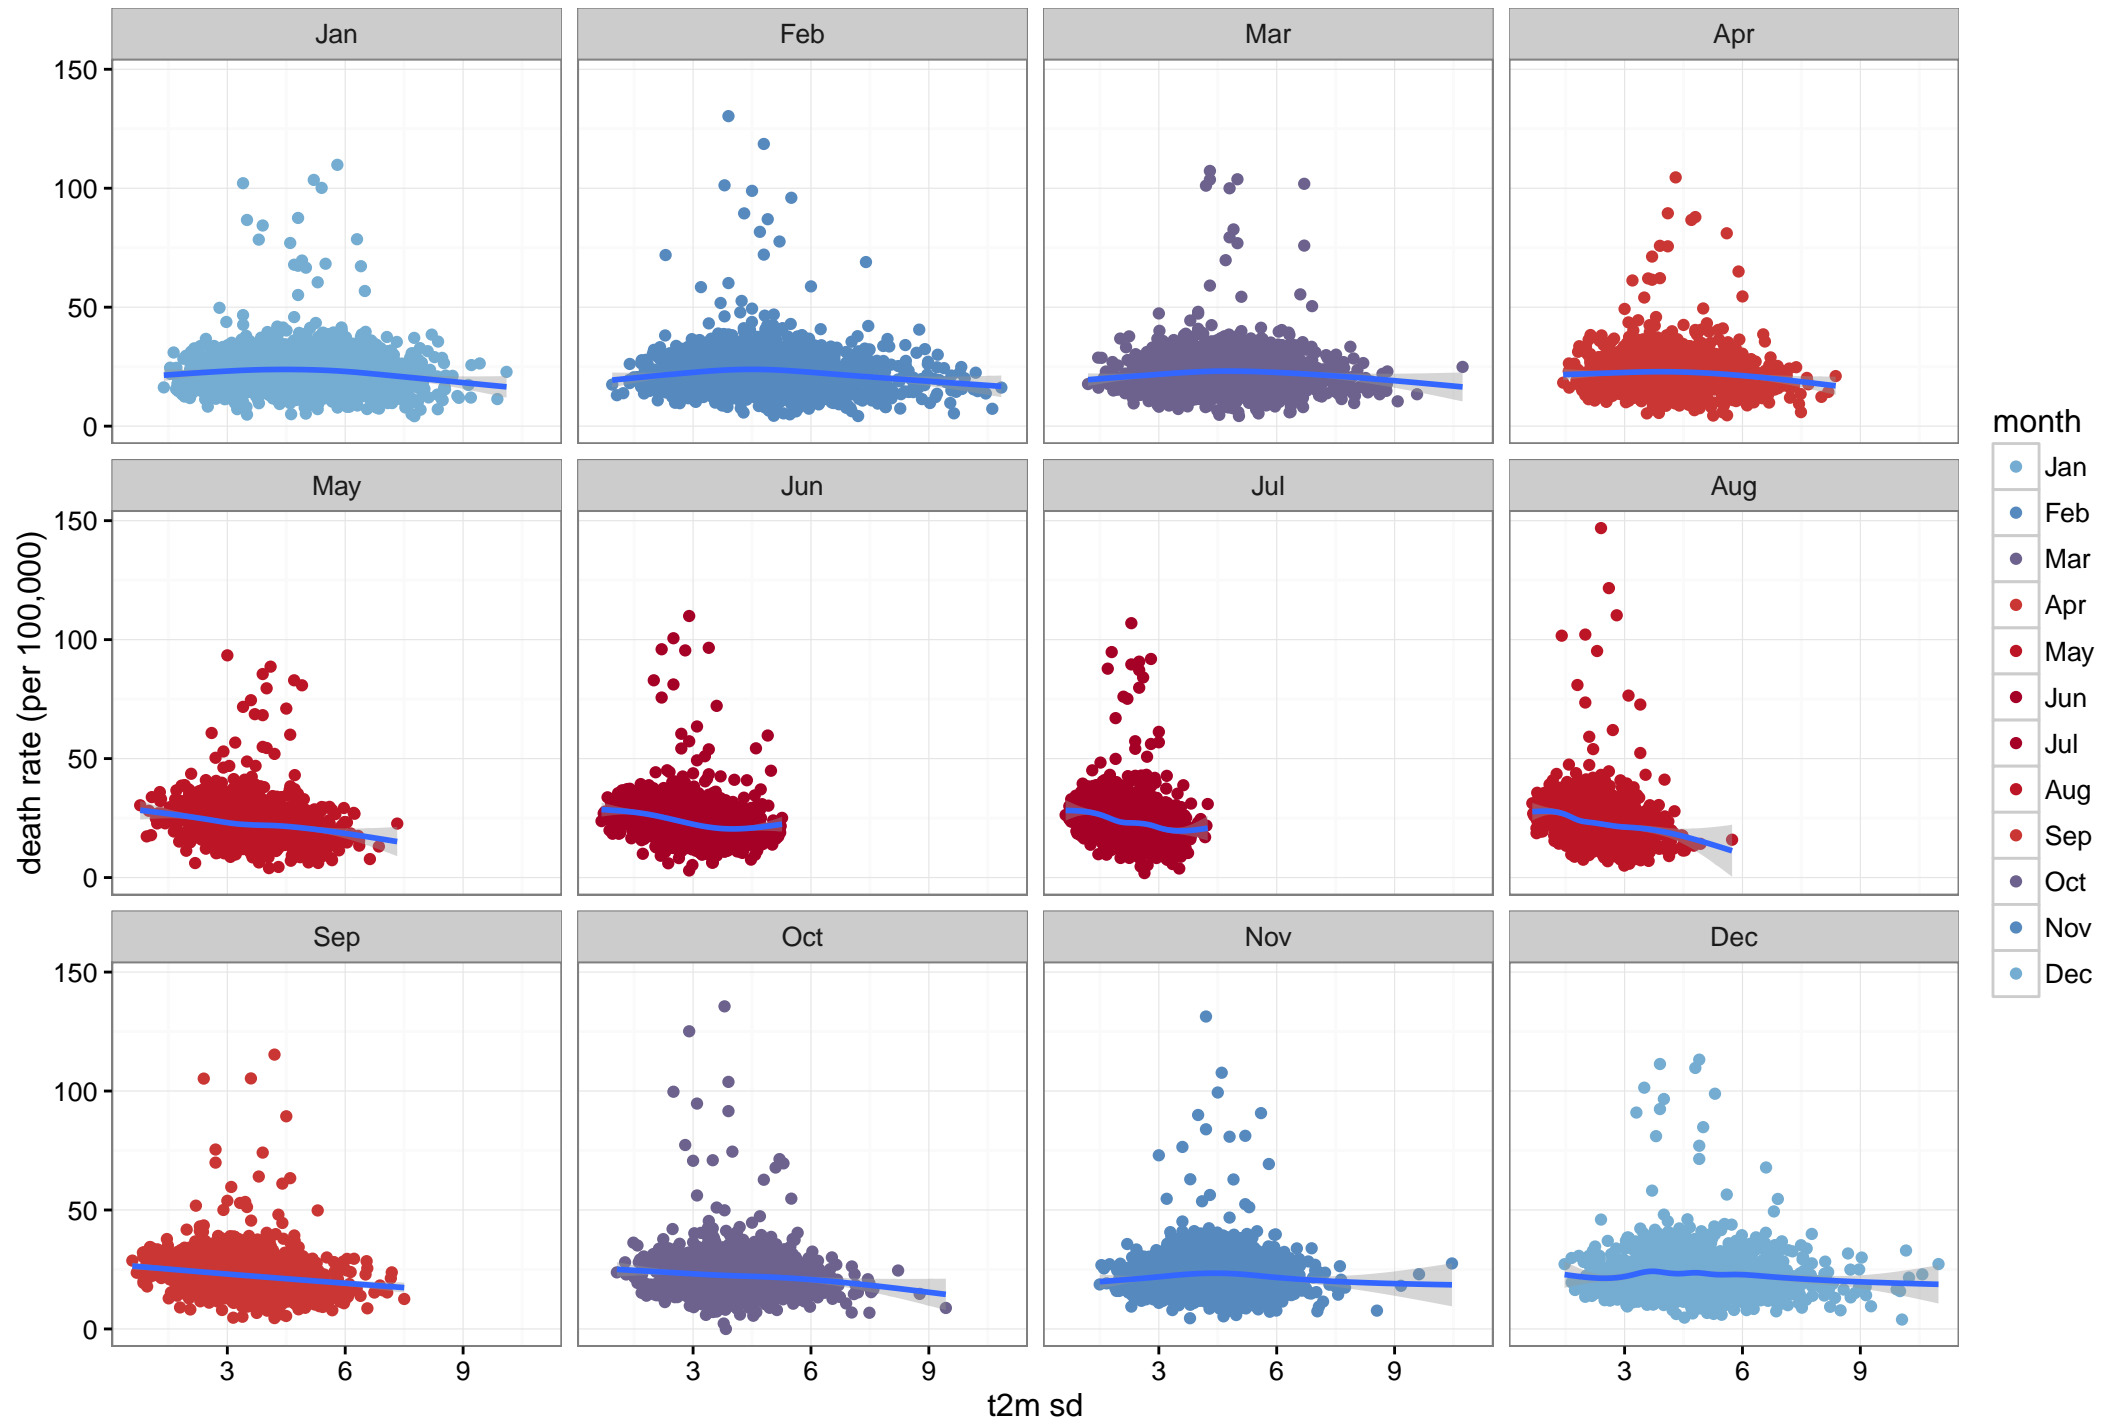 Jan Feb Mar Apr
150
100
50
0
May Jun Jul Aug
150
100
50
0
Sep Oct Nov Dec
150
100
50
0
3 6 9 3 6 9 3 6 9 3 6 9
t2m sd
death rate (per 100,000)
month
Jan
Feb
Mar
Apr
May
Jun
Jul
Aug
Sep
Oct
Nov
Dec